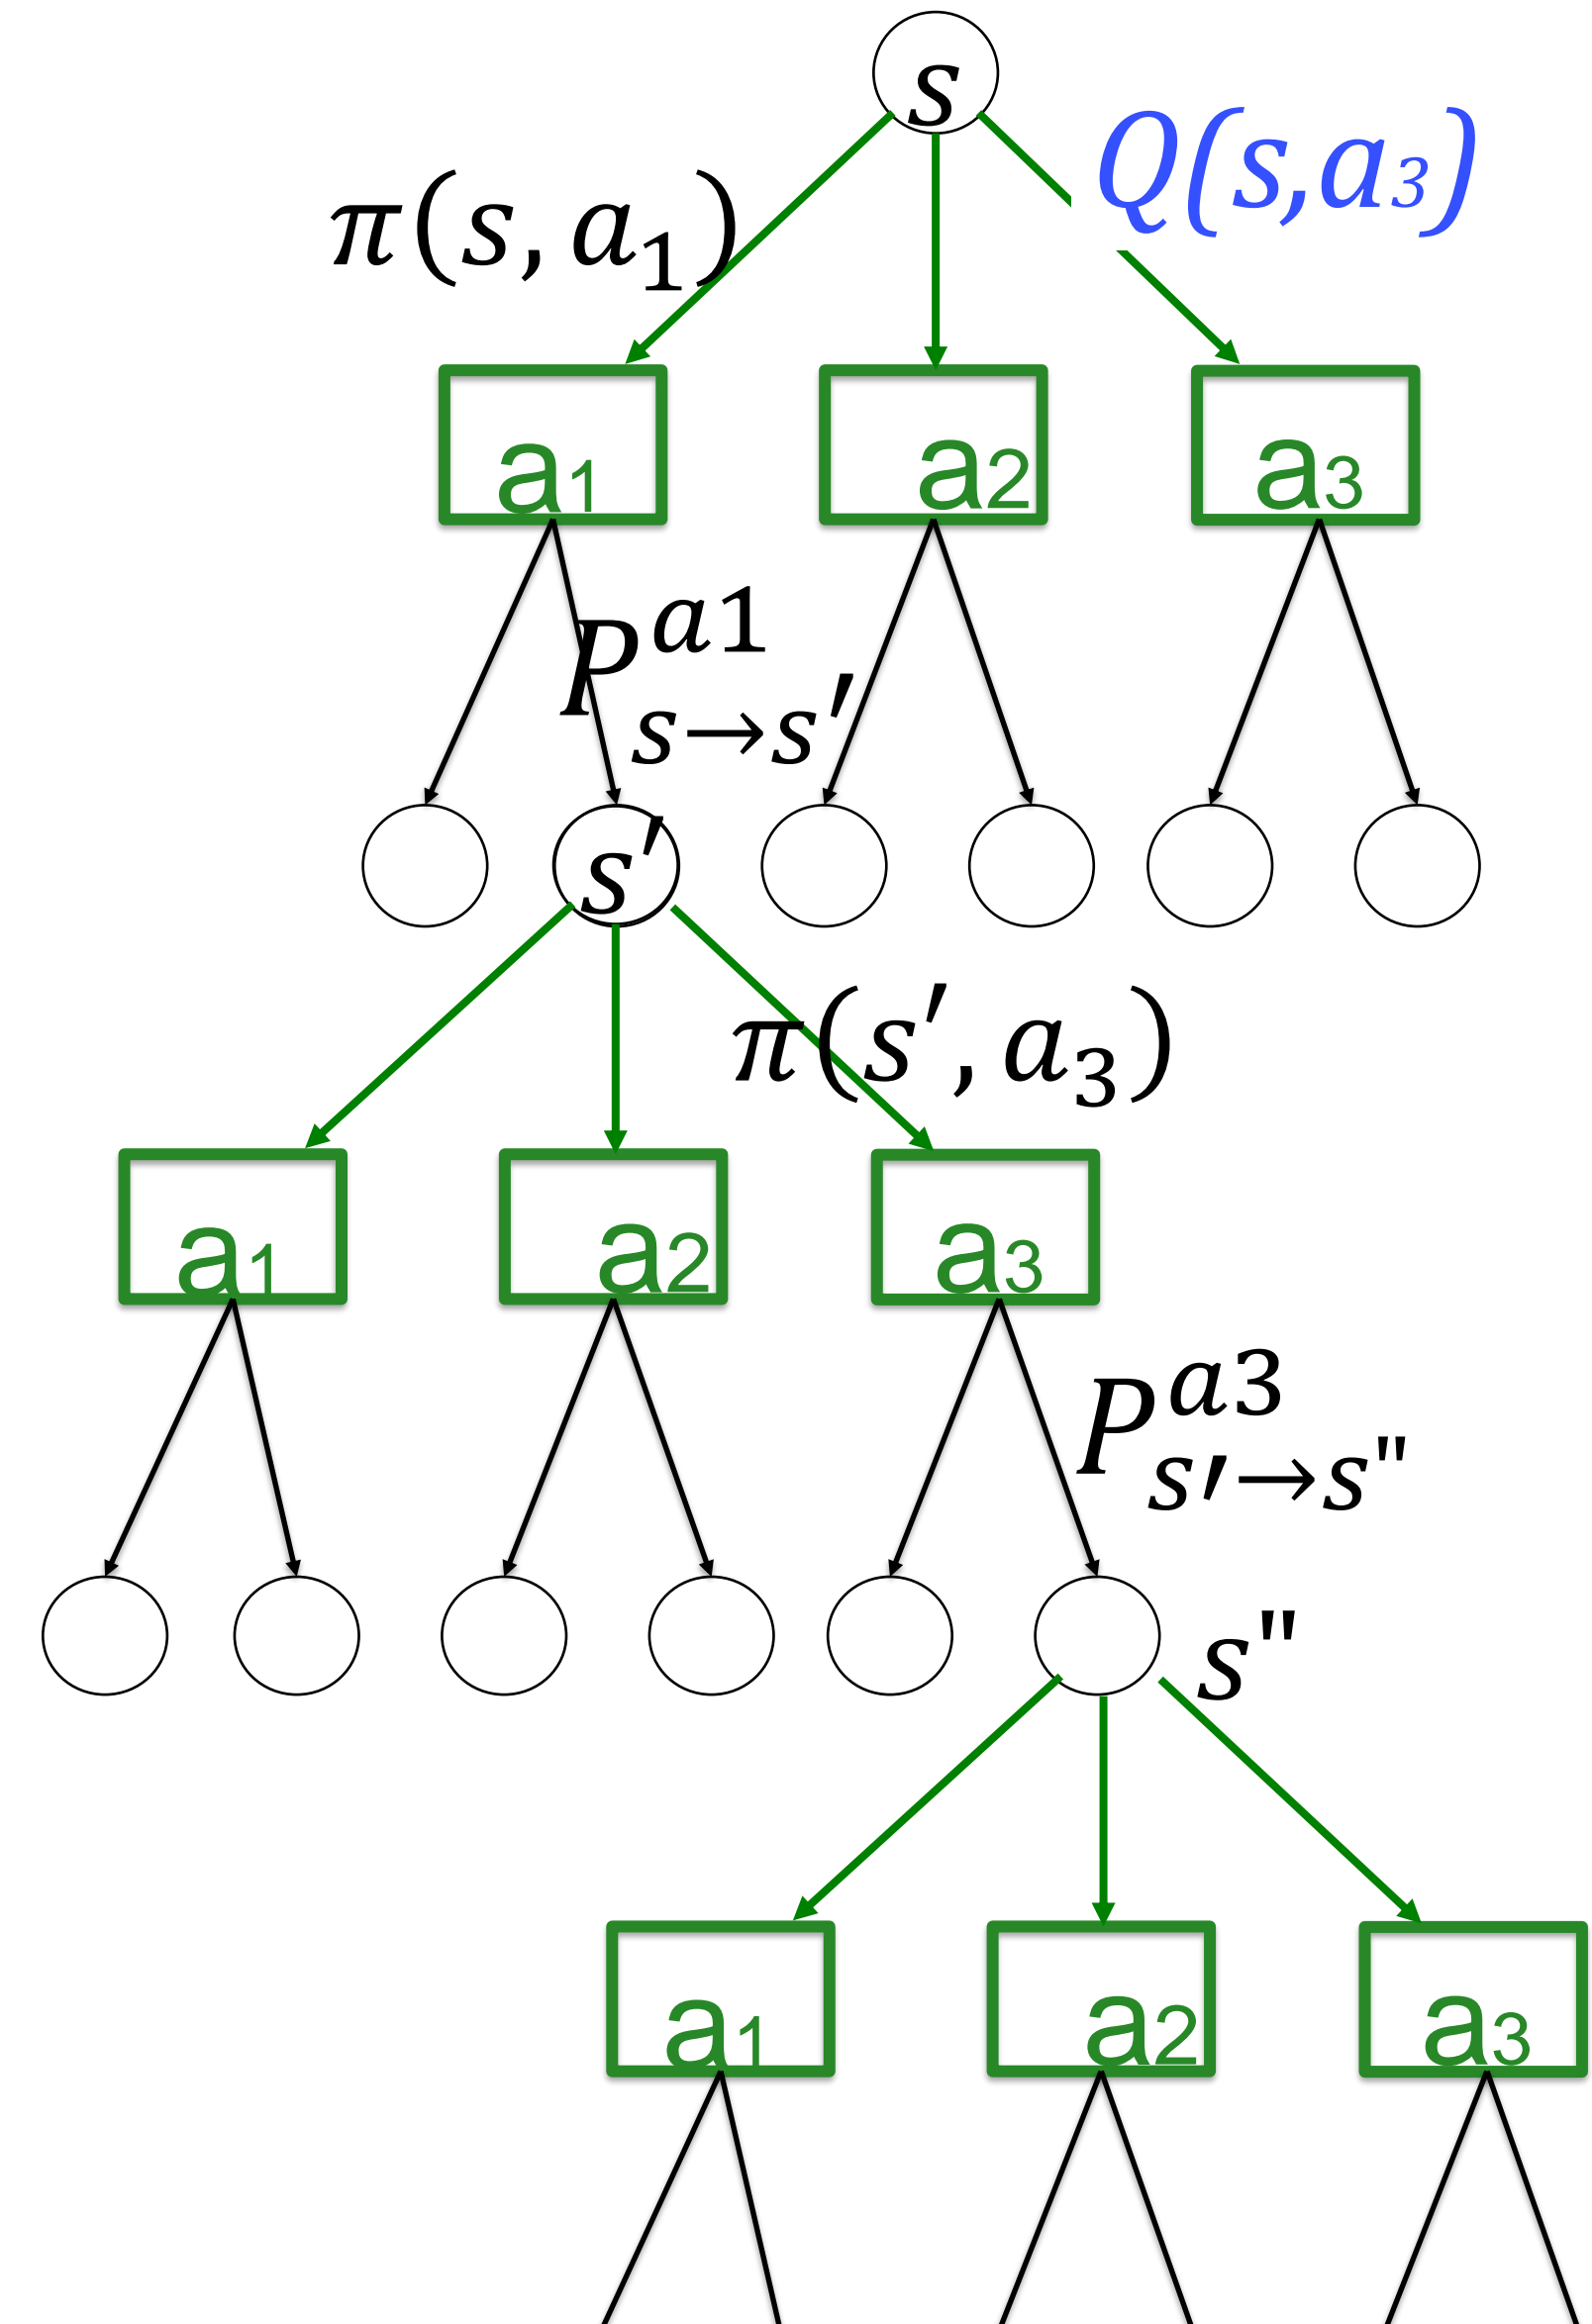 s
Q(s,a₃)
π(s,a₁)
a₁ a₂ a₃
P^{a1}_{s→s′}
s′
π(s′,a₃)
a₁ a₂ a₃
P^{a3}_{s′→s"}
s"
a₁ a₂ a₃